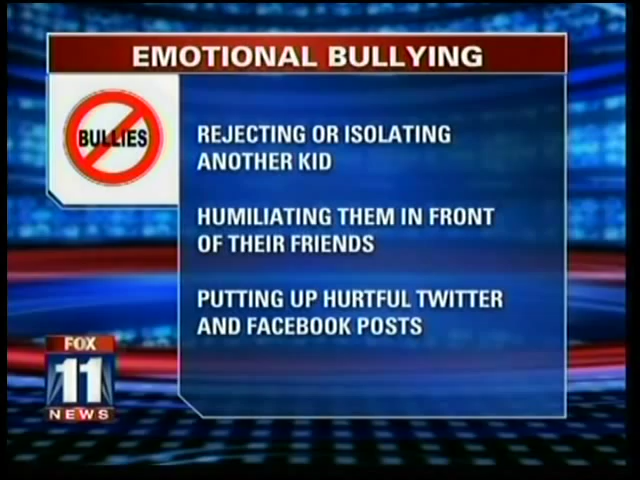 EMOTIONAL BULLYING
BULLIES
REJECTING OR ISOLATING
ANOTHER KID
HUMILIATING THEM IN FRONT
OF THEIR FRIENDS
PUTTING UP HURTFUL TWITTER
AND FACEBOOK POSTS
FOX
11
NEWS